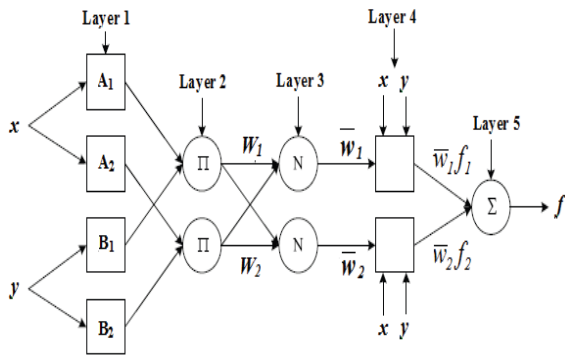 Layer 1
Layer 4
Layer 2
Layer 3
x y
Layer 5
A₁
x
A₂
Π
W₁
N
w̅₁
w̅₁f₁
Σ
f
B₁
Π
W₂
N
w̅₂
w̅₂f₂
y
B₂
x y